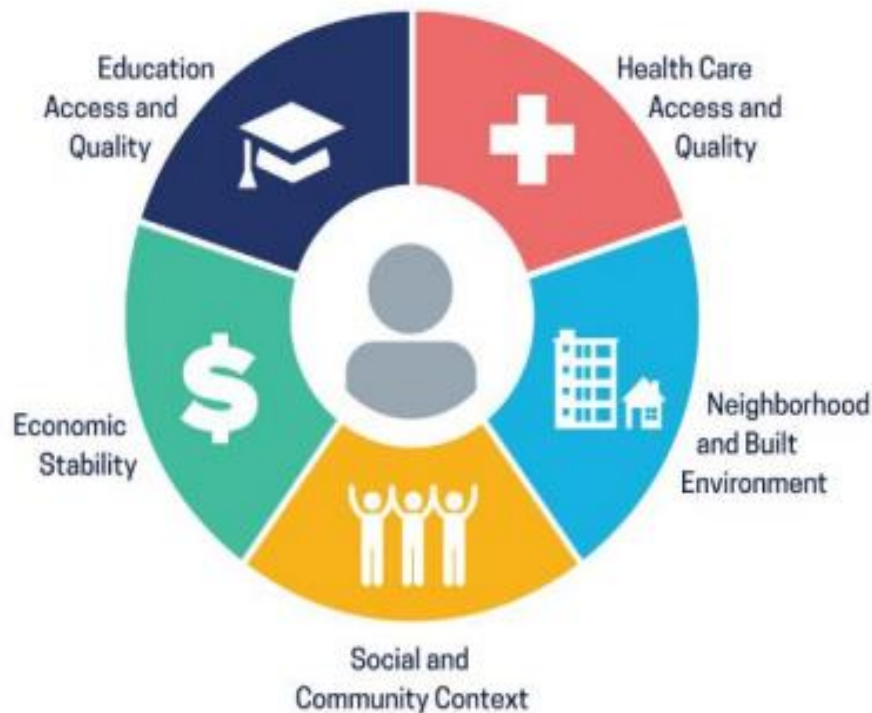 Education
Access and
Quality
Health Care
Access and
Quality
Economic
Stability
Neighborhood
and Built
Environment
Social and
Community Context